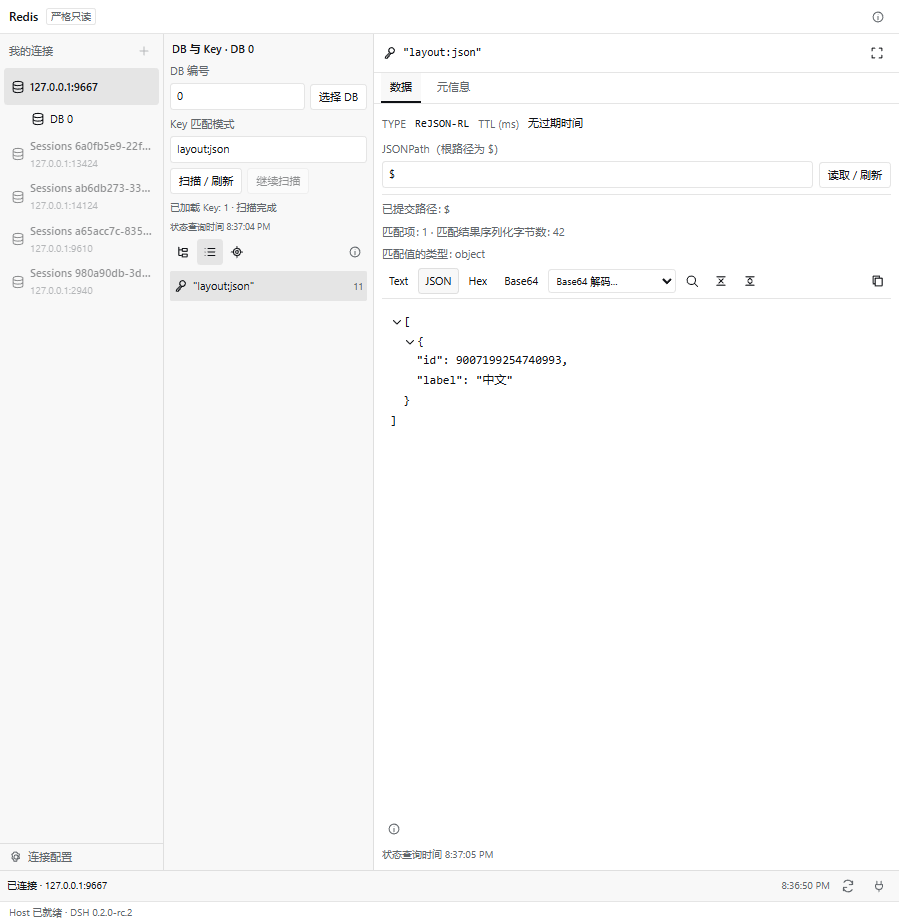 Redis 严格只读
我的连接
127.0.0.1:9667
DB 0
Sessions 6a0fb5e9-22f...
127.0.0.1:13424
Sessions ab6db273-33...
127.0.0.1:14124
Sessions a65acc7c-835...
127.0.0.1:9610
Sessions 980a90db-3d...
127.0.0.1:2940
连接配置
DB 与 Key · DB 0
DB 编号
0 选择 DB
Key 匹配模式
layout:json
扫描 / 刷新 继续扫描
已加载 Key: 1 · 扫描完成
状态查询时间 8:37:04 PM
"layout:json" 11
"layout:json"
数据 元信息
TYPE ReJSON-RL TTL (ms) 无过期时间
JSONPath (根路径为 $)
$ 读取 / 刷新
已提交路径: $
匹配项: 1 · 匹配结果序列化字节数: 42
匹配值的类型: object
Text JSON Hex Base64 Base64 解码...
[
{
"id": 9007199254740993,
"label": "中文"
}
]
状态查询时间 8:37:05 PM
已连接 · 127.0.0.1:9667 8:36:50 PM
Host 已就绪 · DSH 0.2.0-rc.2